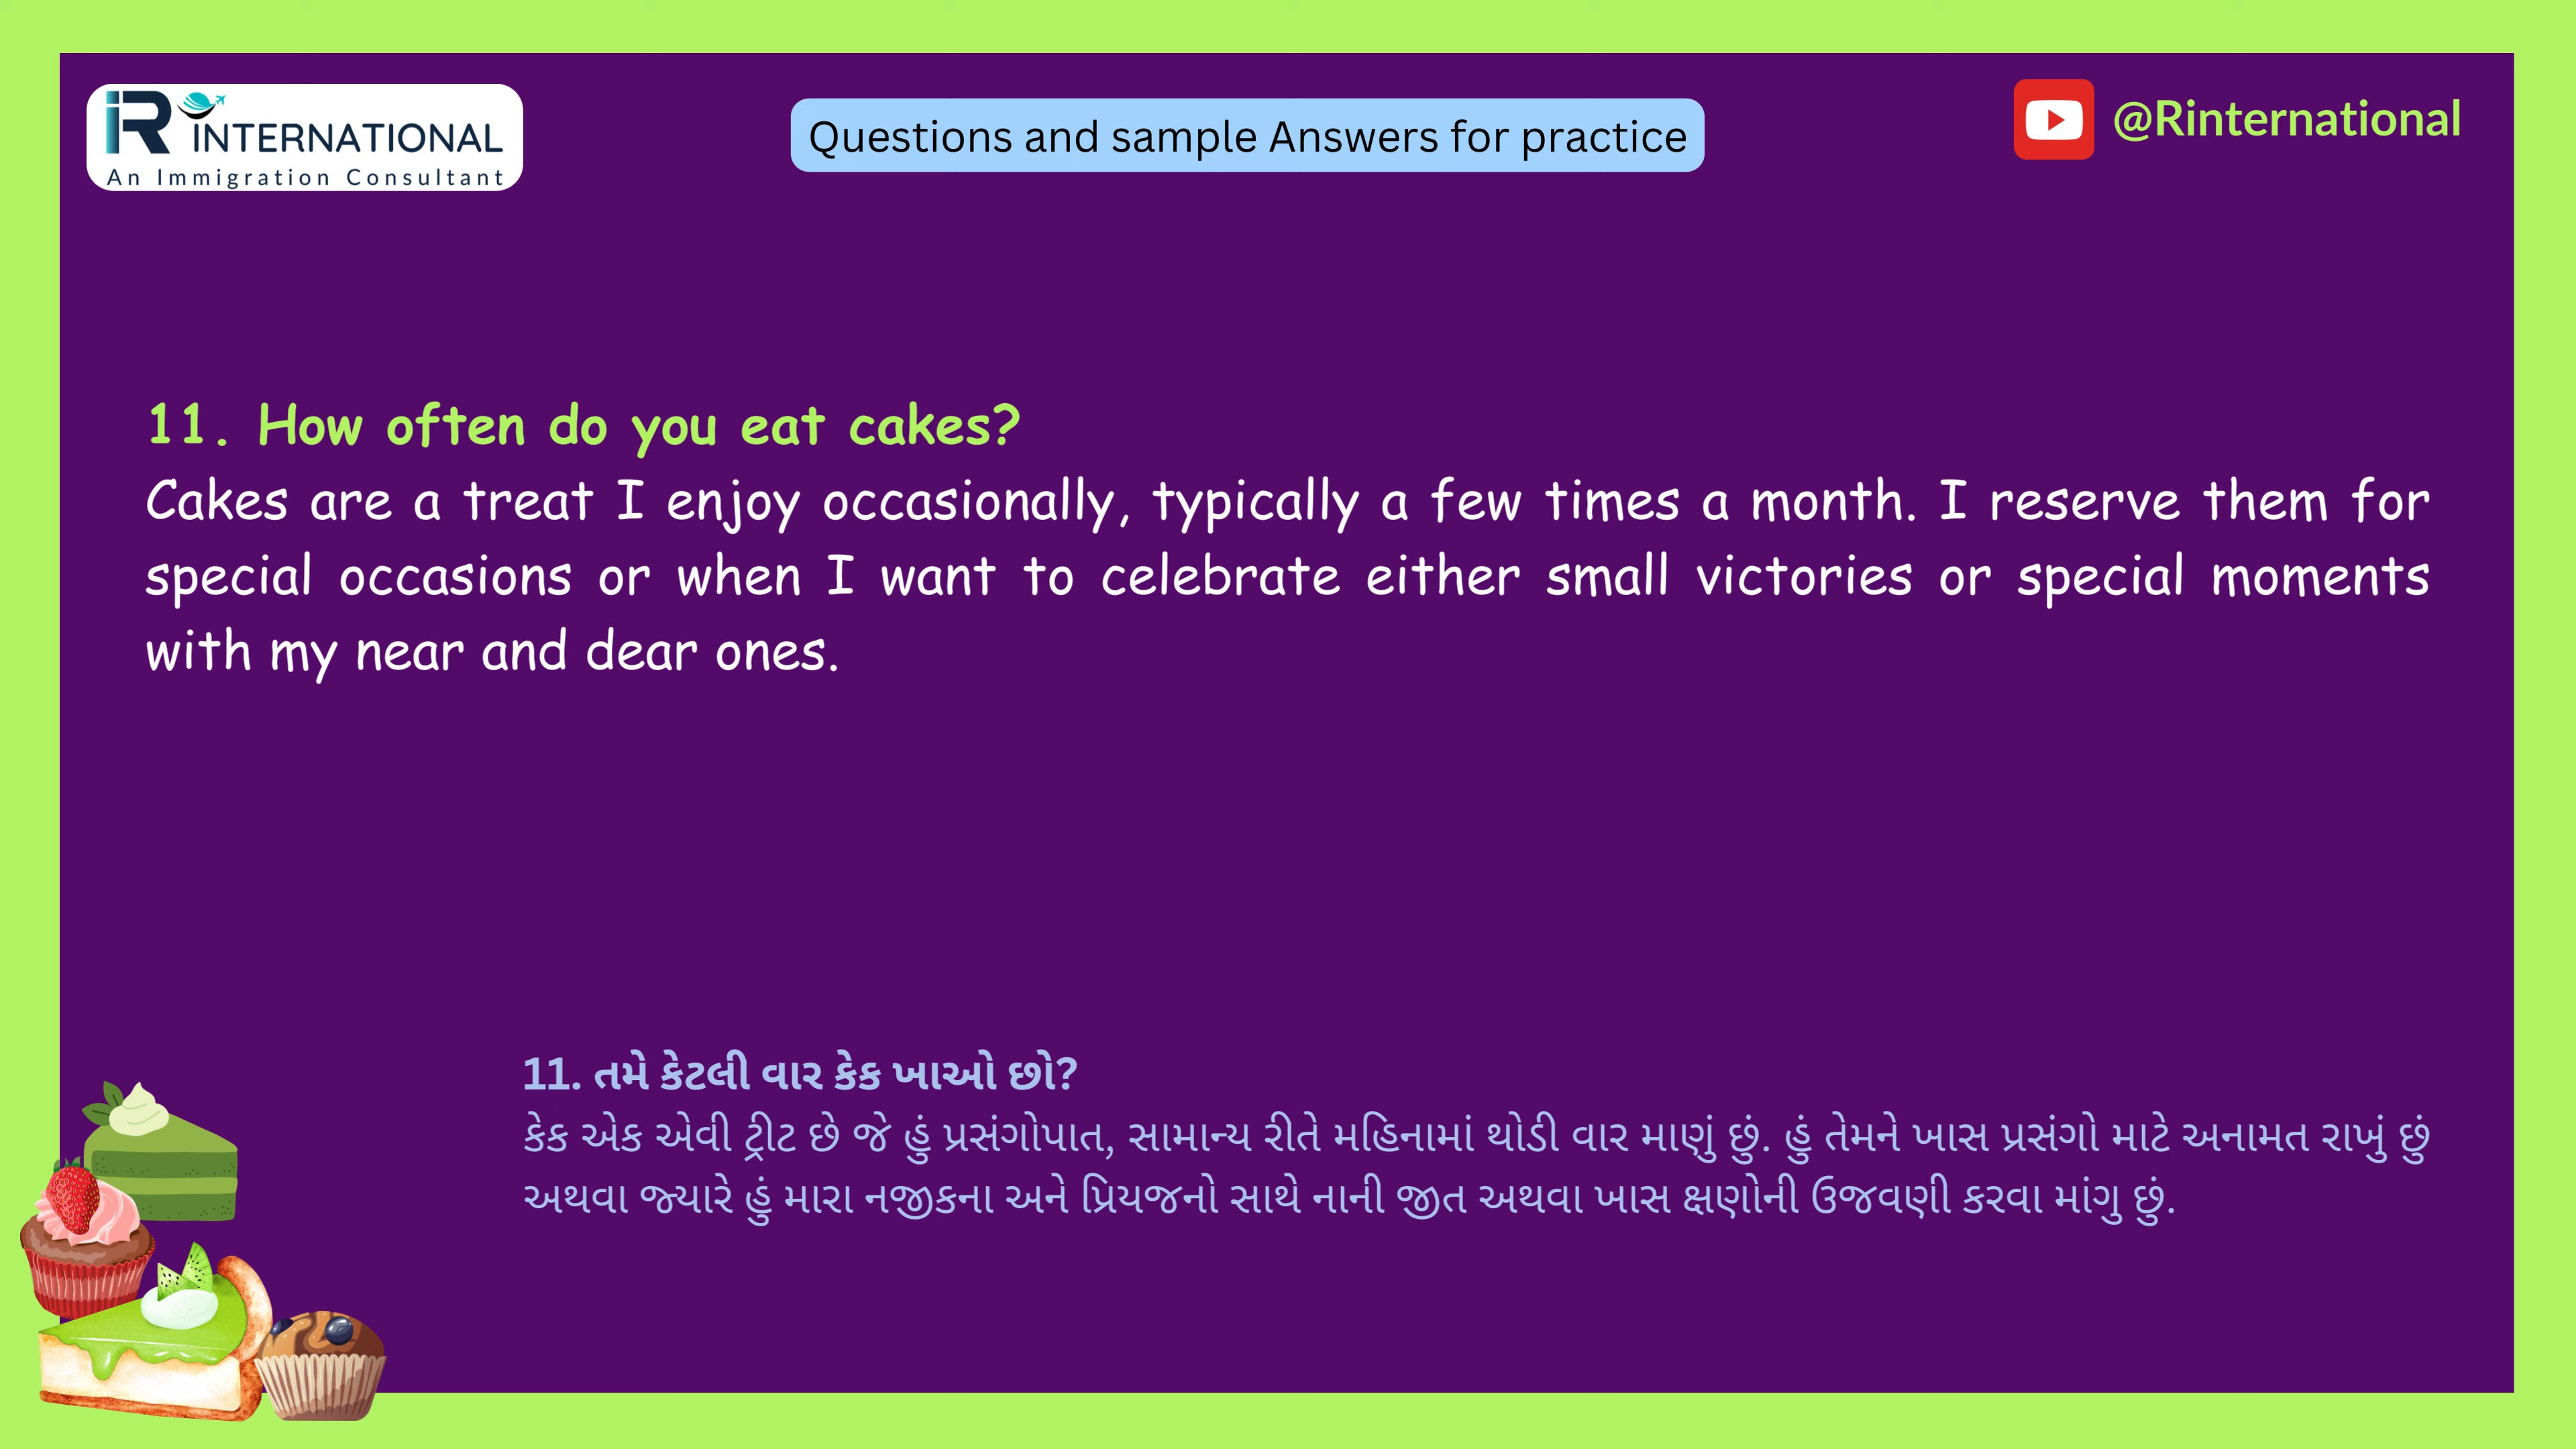 iR INTERNATIONAL
An Immigration Consultant
Questions and sample Answers for practice
@Rinternational
11. How often do you eat cakes?
Cakes are a treat I enjoy occasionally, typically a few times a month. I reserve them for
special occasions or when I want to celebrate either small victories or special moments
with my near and dear ones.
11. તમે કેટલી વાર કેક ખાઓ છો?
કેક એક એવી ટ્રીટ છે જે હું પ્રસંગોપાત, સામાન્ય રીતે મહિનામાં થોડી વાર માણું છું. હું તેમને ખાસ પ્રસંગો માટે અનામત રાખું છું
અથવા જ્યારે હું મારા નજીકના અને પ્રિયજનો સાથે નાની જીત અથવા ખાસ ક્ષણોની ઉજવણી કરવા માંગુ છું.